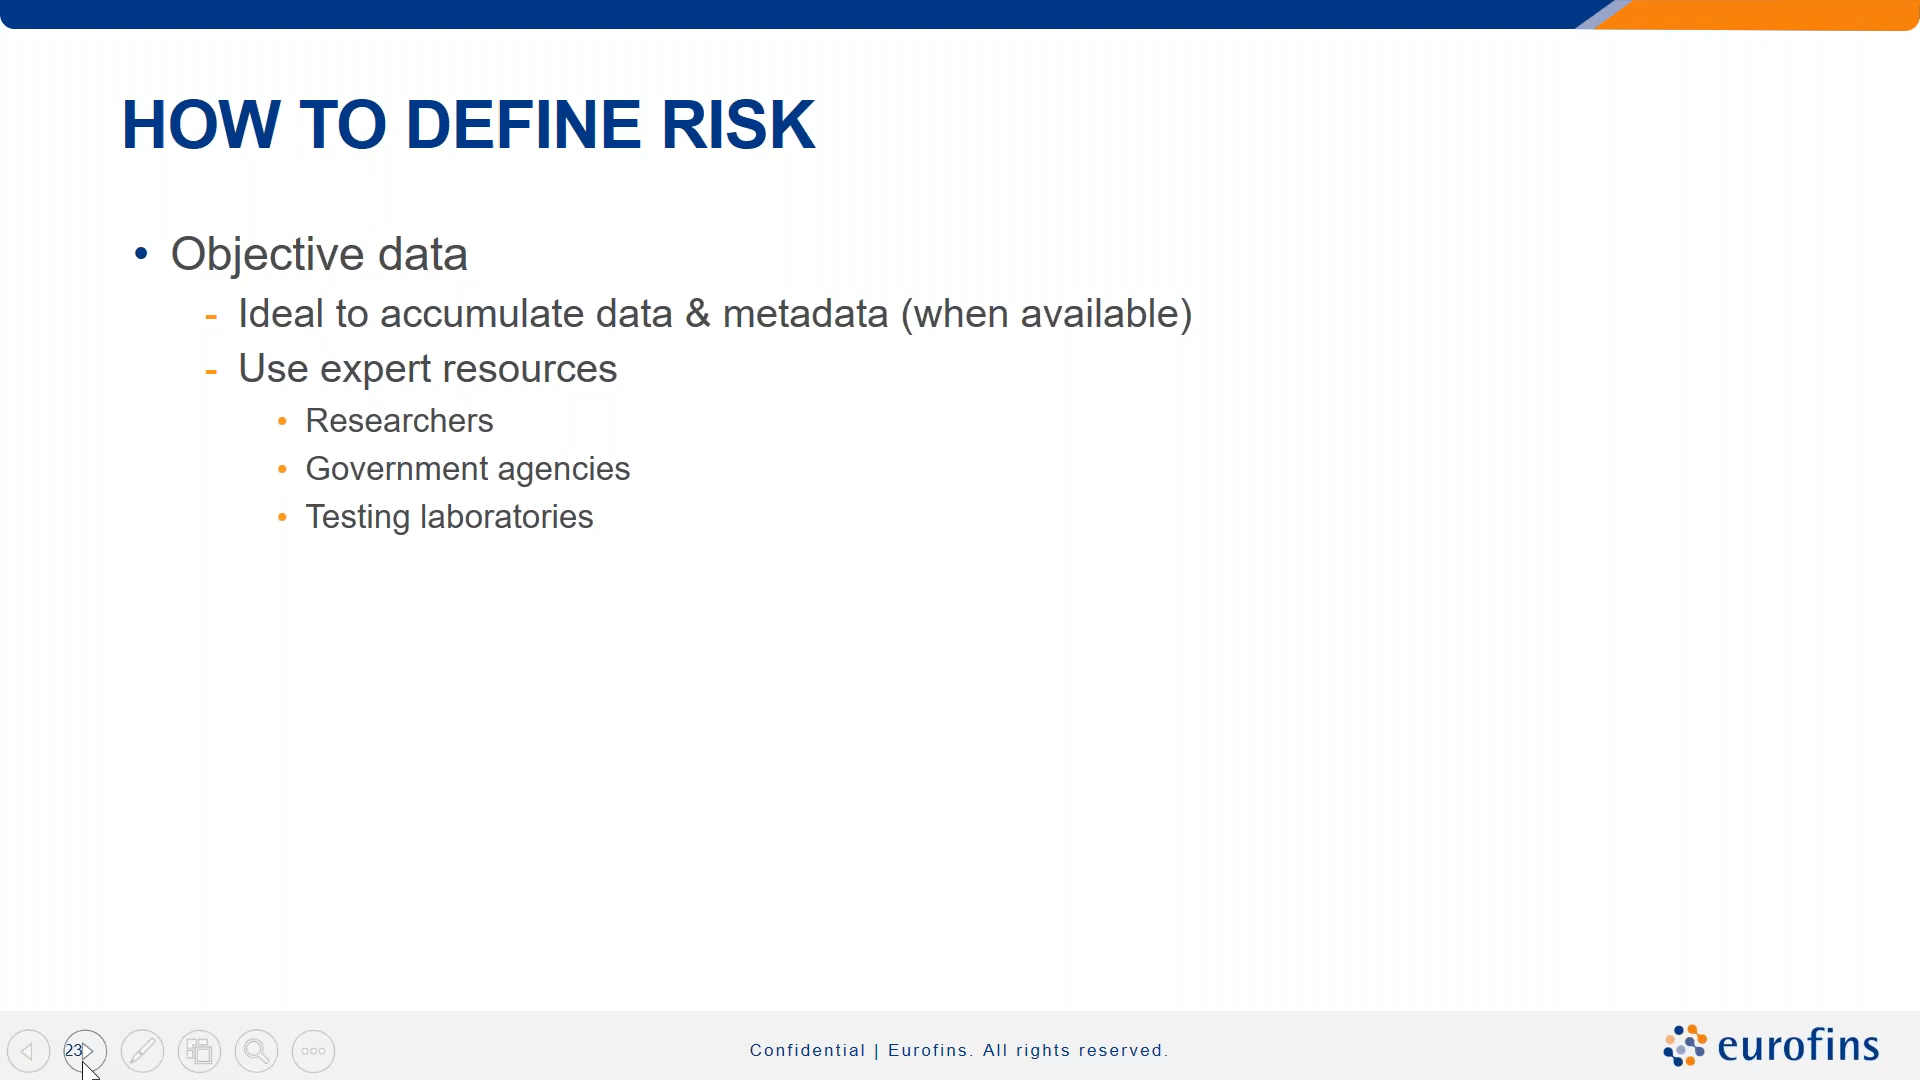 HOW TO DEFINE RISK
• Objective data
- Ideal to accumulate data & metadata (when available)
- Use expert resources
• Researchers
• Government agencies
• Testing laboratories
23
Confidential | Eurofins. All rights reserved.
eurofins